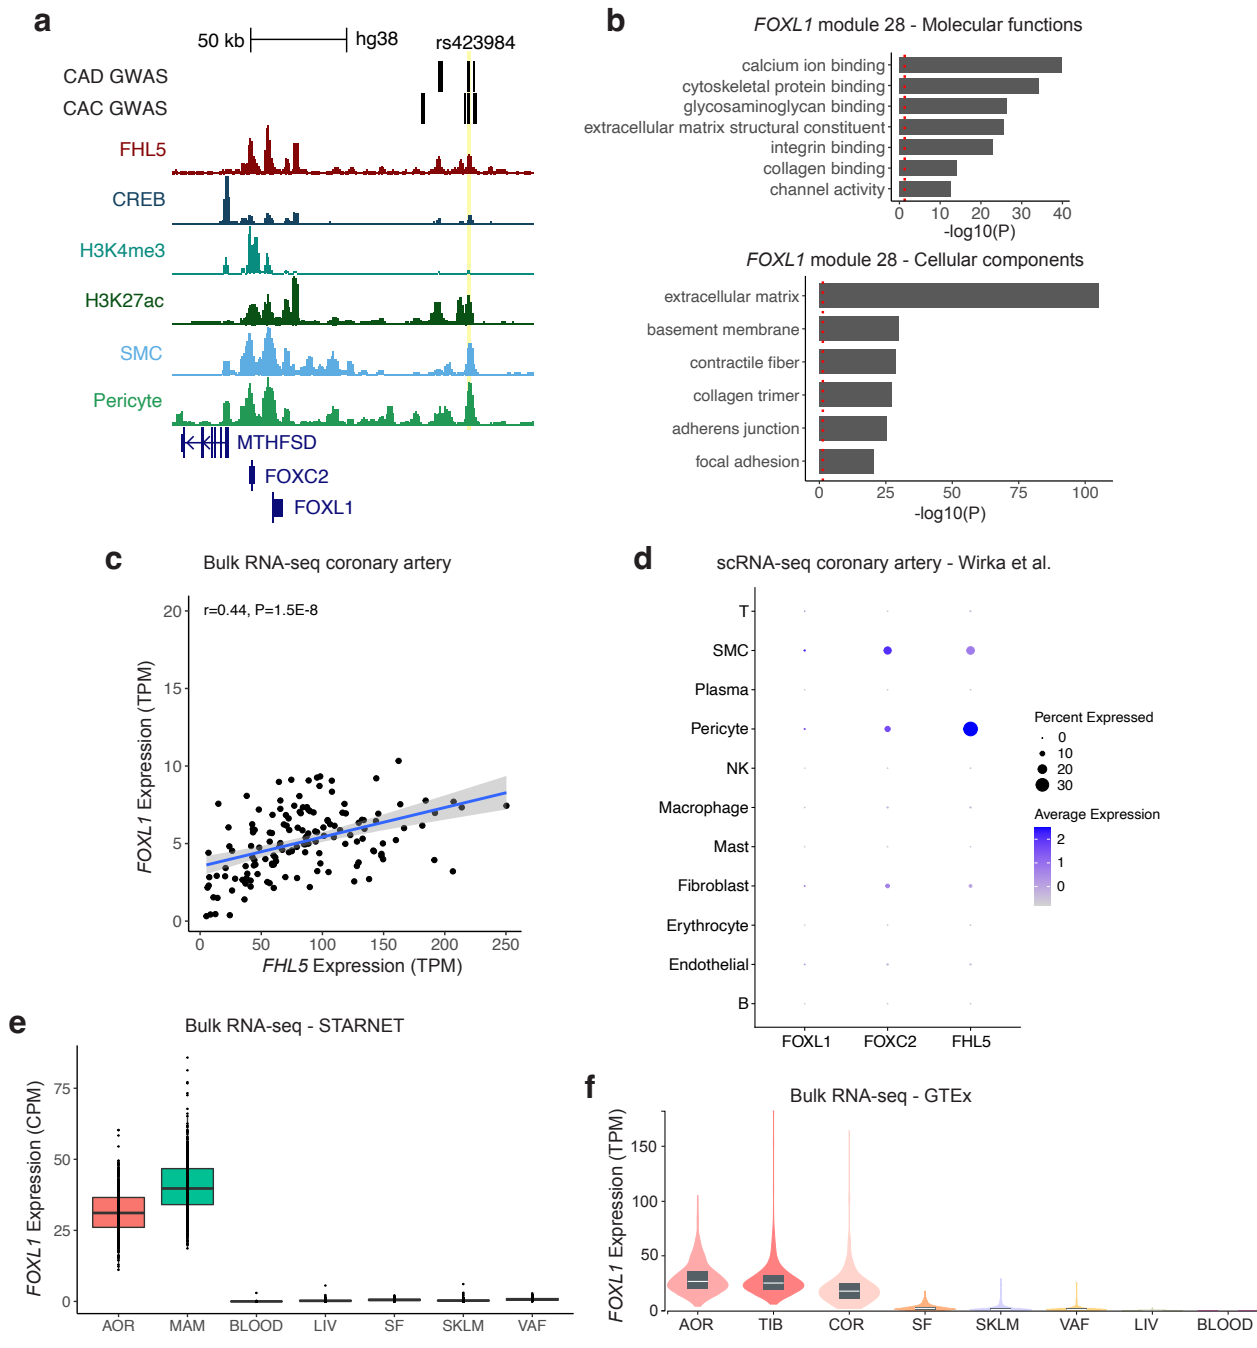 a
50 kb
hg38
rs423984
CAD GWAS
CAC GWAS
FHL5
CREB
H3K4me3
H3K27ac
SMC
Pericyte
MTHFSD
FOXC2
FOXL1
b
FOXL1 module 28 - Molecular functions
calcium ion binding
cytoskeletal protein binding
glycosaminoglycan binding
extracellular matrix structural constituent
integrin binding
collagen binding
channel activity
0 10 20 30 40
-log10(P)
FOXL1 module 28 - Cellular components
extracellular matrix
basement membrane
contractile fiber
collagen trimer
adherens junction
focal adhesion
0 25 50 75 100
-log10(P)
c
Bulk RNA-seq coronary artery
r=0.44, P=1.5E-8
FOXL1 Expression (TPM)
20
15
10
5
0
0 50 100 150 200 250
FHL5 Expression (TPM)
d
scRNA-seq coronary artery - Wirka et al.
T
SMC
Plasma
Pericyte
NK
Macrophage
Mast
Fibroblast
Erythrocyte
Endothelial
B
FOXL1 FOXC2 FHL5
Percent Expressed
0
10
20
30
Average Expression
2
1
0
e
Bulk RNA-seq - STARNET
FOXL1 Expression (CPM)
75
50
25
0
AOR MAM BLOOD LIV SF SKLM VAF
f
Bulk RNA-seq - GTEx
FOXL1 Expression (TPM)
150
100
50
0
AOR TIB COR SF SKLM VAF LIV BLOOD